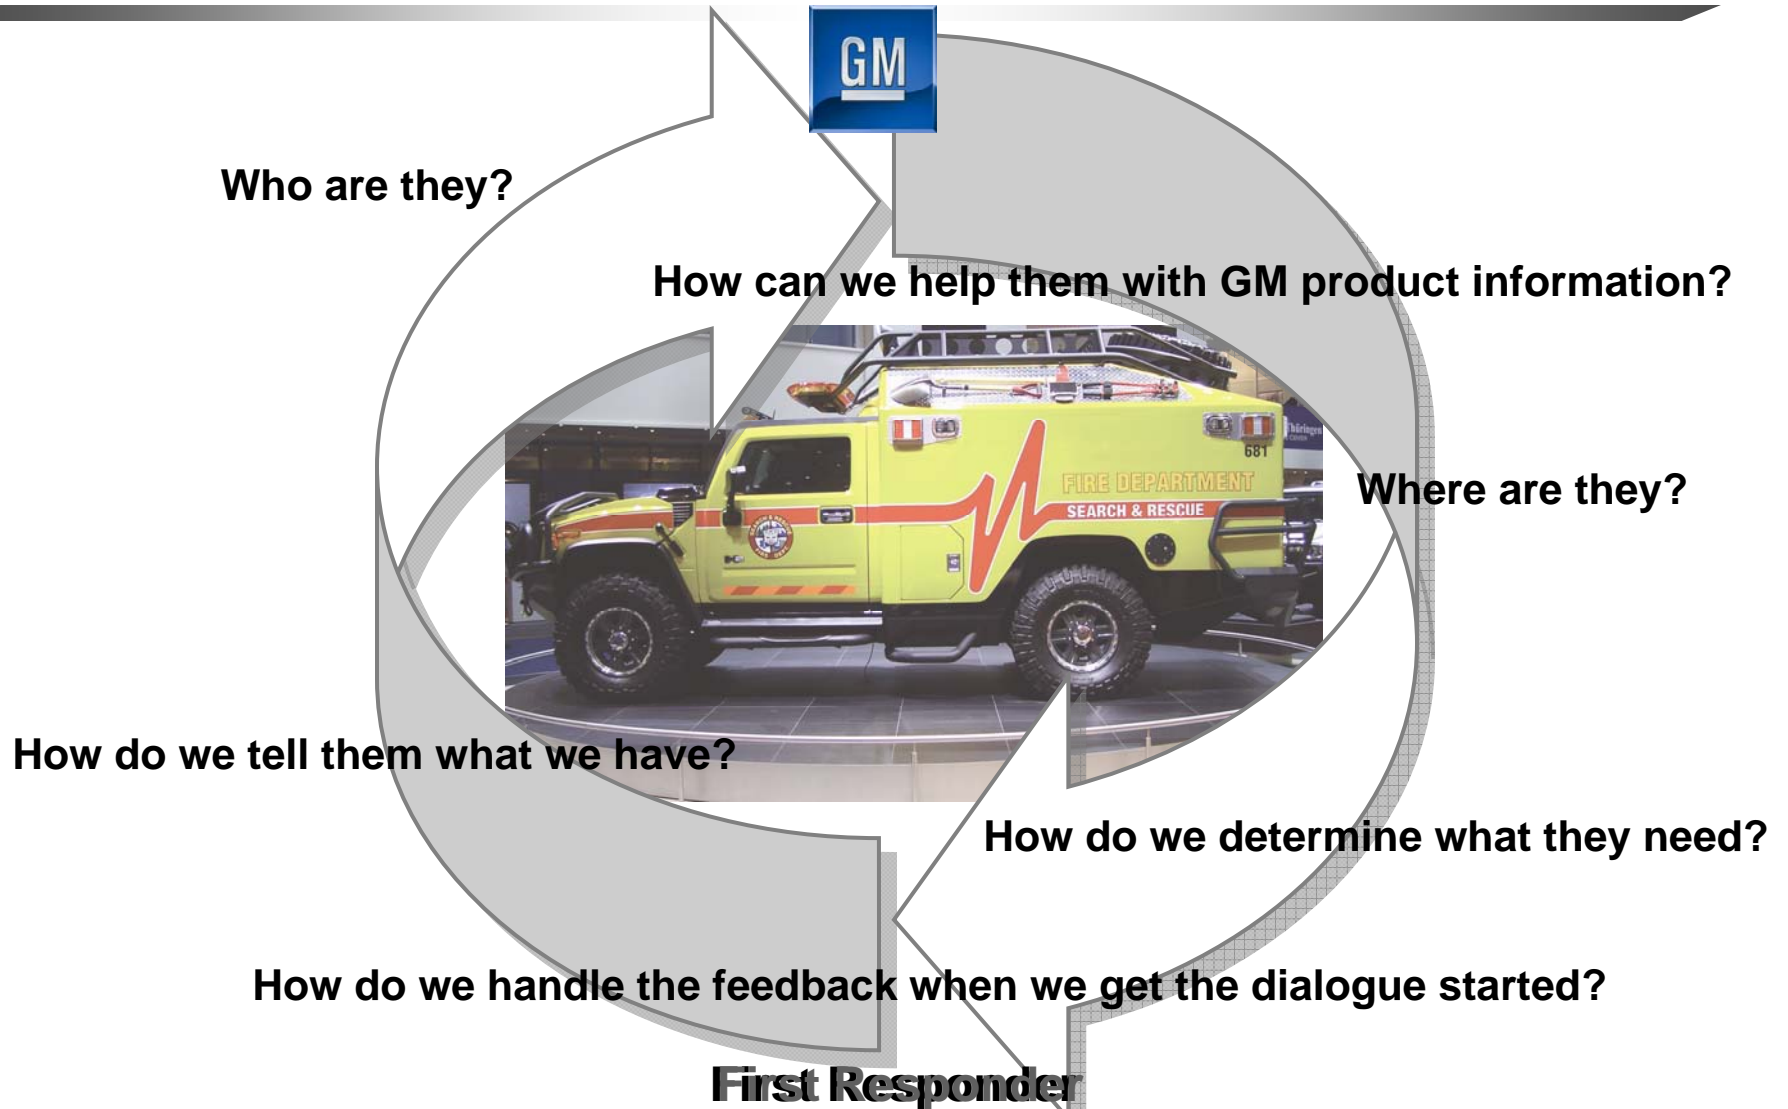 GM
Who are they?
How can we help them with GM product information?
Thüringen
681
FIRE DEPARTMENT
SEARCH & RESCUE
Where are they?
How do we tell them what we have?
How do we determine what they need?
How do we handle the feedback when we get the dialogue started?
First Responder